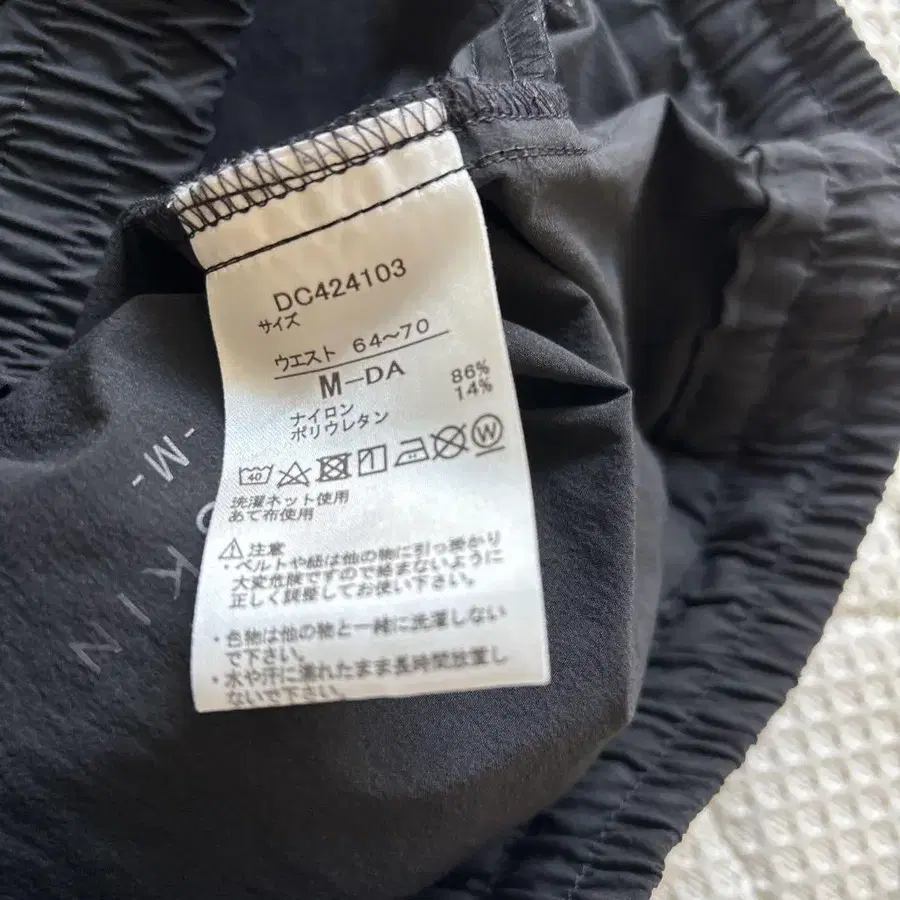 DC424103
サイズ
ウエスト 64～70
M-DA
ナイロン 86%
ポリウレタン 14%
40 W
洗濯ネット使用
あて布使用
注意
・ベルトや紐は他の物に引っ掛かり
大変危険ですので絡まないように
正しく調整してお使い下さい。
・色物は他の物と一緒に洗濯しない
で下さい。
・水や汗に濡れたまま長時間放置し
ないで下さい。
-M-
KIN